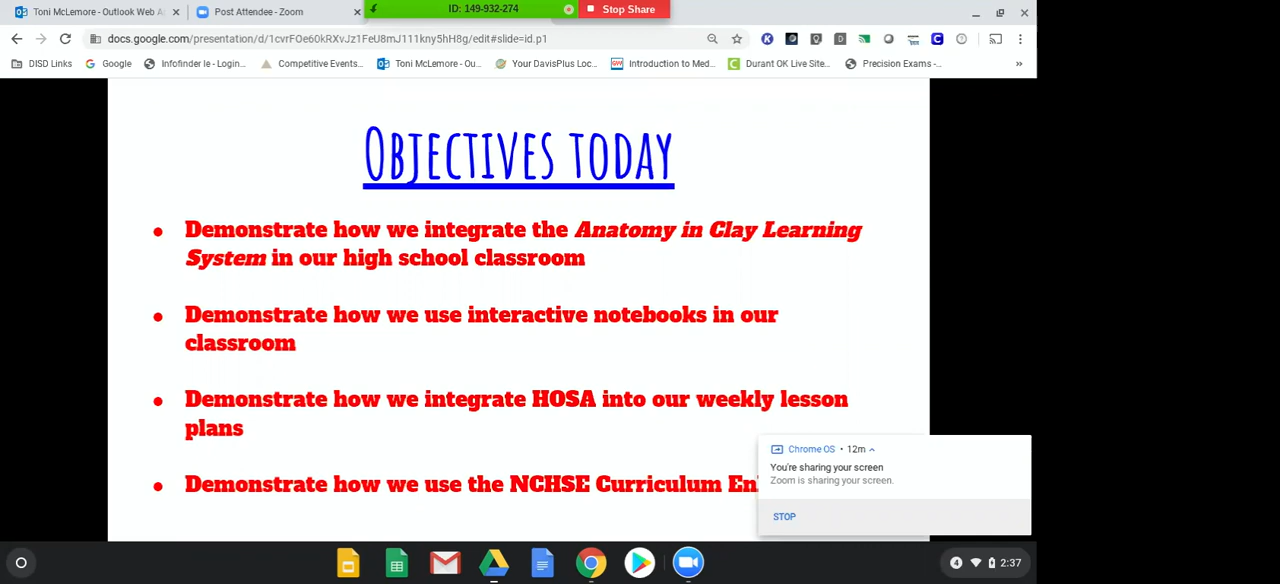 Toni McLemore - Outlook Web A
Post Attendee - Zoom
ID: 149-932-274
Stop Share
docs.google.com/presentation/d/1cvrFOe60kRXvJz1FeU8mJ111kny5hH8g/edit#slide=id.p1
DISD Links
Google
Infofinder le - Login...
Competitive Events...
Toni McLemore - Ou...
Your DavisPlus Loc...
Introduction to Med...
Durant OK Live Site...
Precision Exams -...
»
Objectives today
• Demonstrate how we integrate the Anatomy in Clay Learning
System in our high school classroom
• Demonstrate how we use interactive notebooks in our
classroom
• Demonstrate how we integrate HOSA into our weekly lesson
plans
• Demonstrate how we use the NCHSE Curriculum
Chrome OS • 12m
You're sharing your screen
Zoom is sharing your screen.
STOP
4
2:37